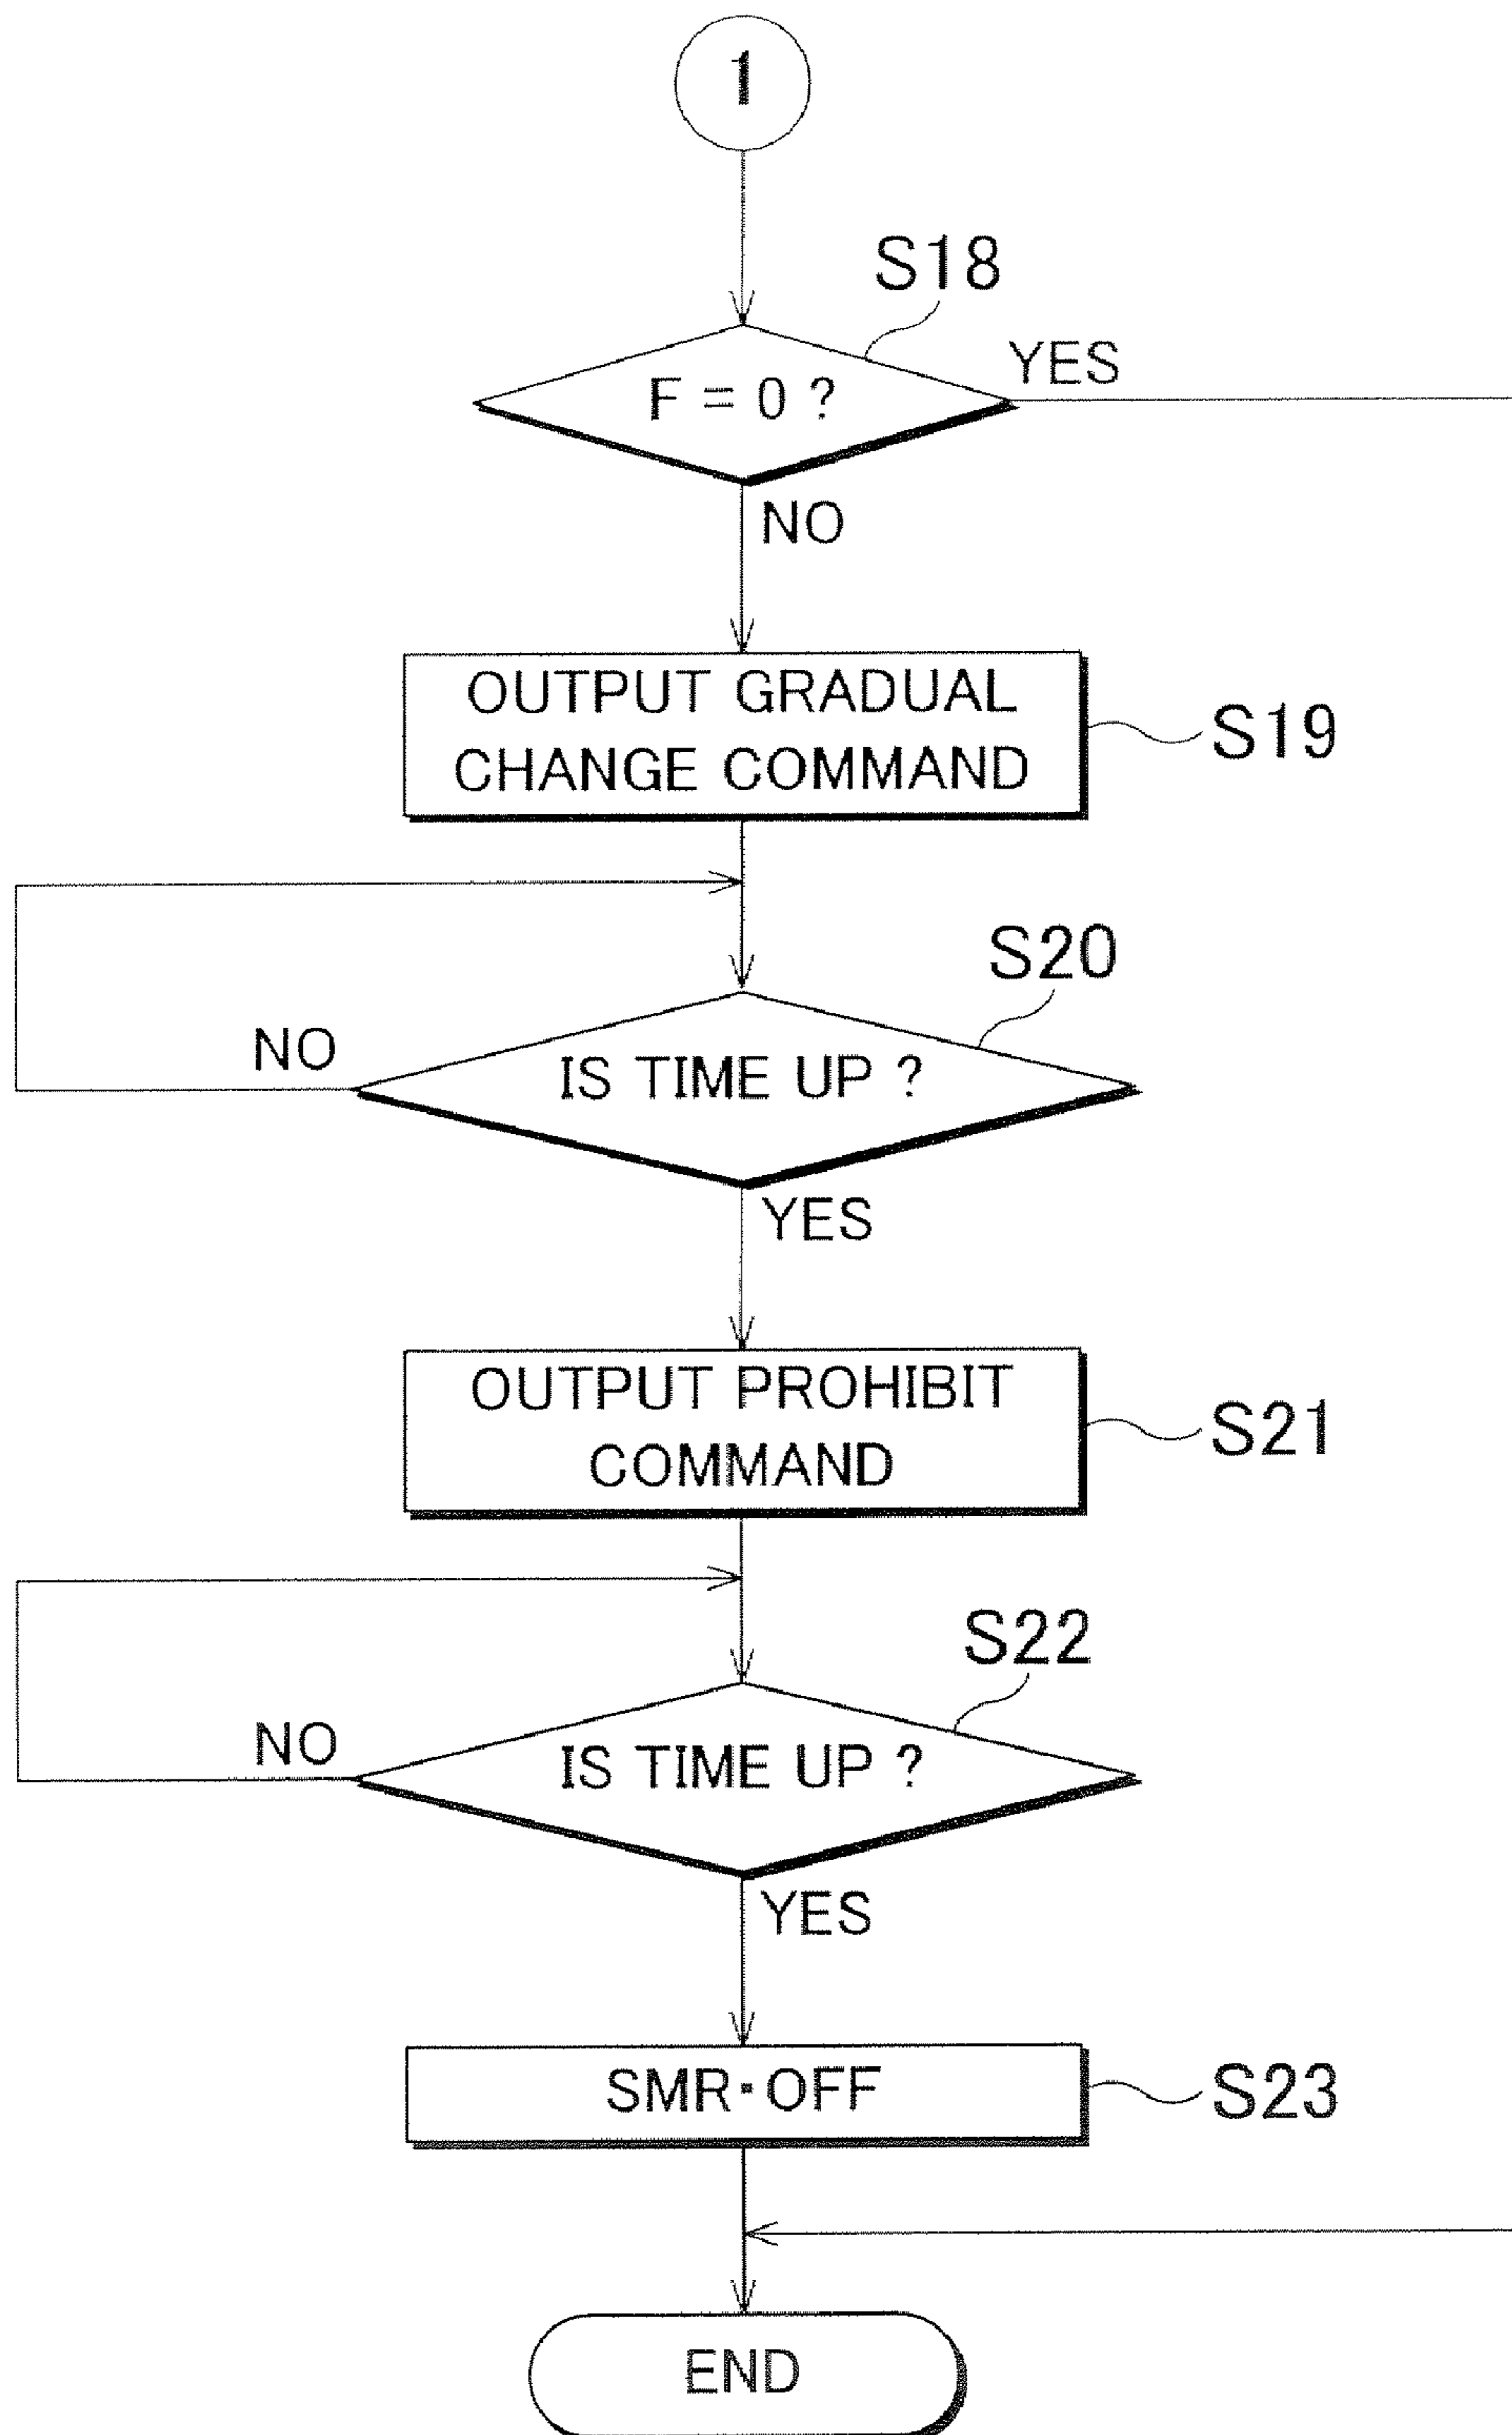 1
S18
F = 0 ?
YES
NO
OUTPUT GRADUAL
CHANGE COMMAND
S19
S20
NO
IS TIME UP ?
YES
OUTPUT PROHIBIT
COMMAND
S21
S22
NO
IS TIME UP ?
YES
SMR·OFF
S23
END